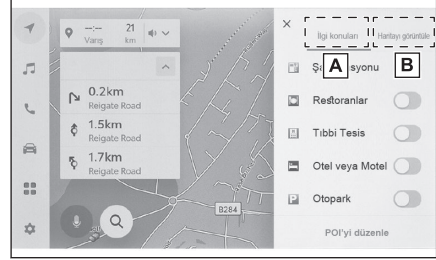 --:--
Varış
21
km
0.2km
Reigate Road
1.5km
Reigate Road
1.7km
Reigate Road
B284
İlgi konuları
Haritayı görüntüle
A
B
Restoranlar
Tıbbi Tesis
Otel veya Motel
Otopark
P
POI'yi düzenle